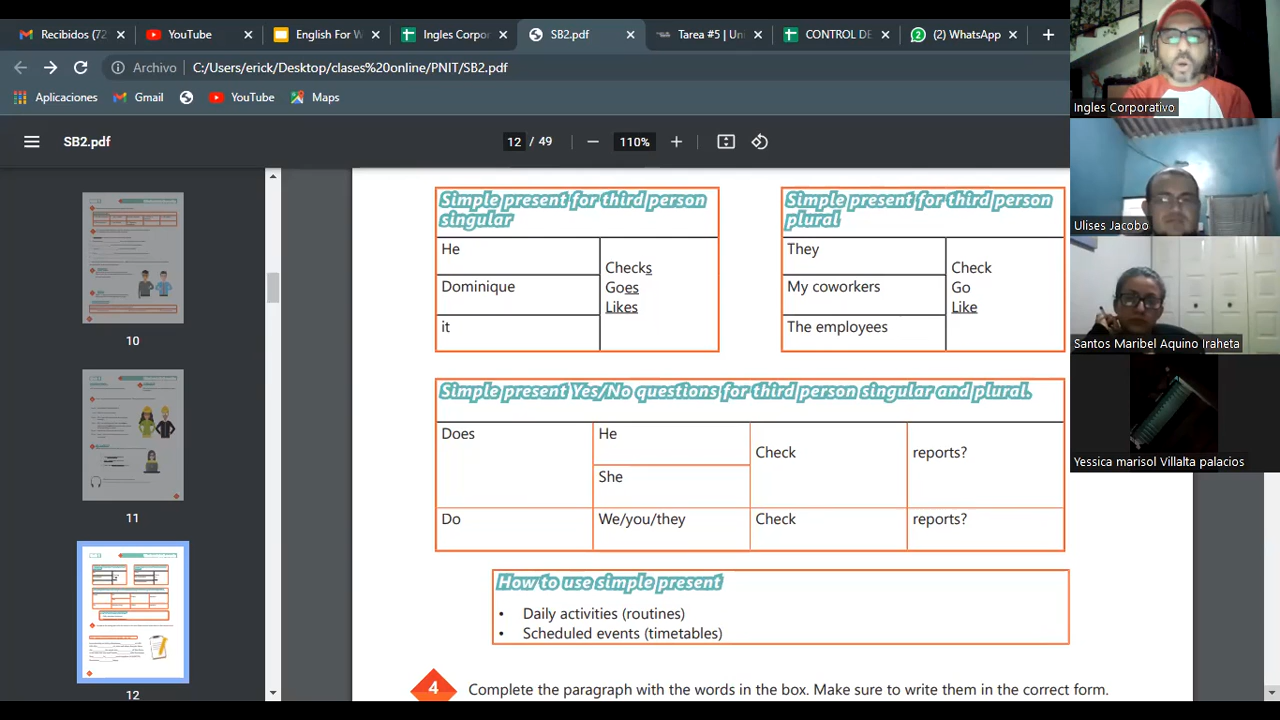 Recibidos (72
YouTube
English For W
Ingles Corpor
SB2.pdf
Tarea #5 | Uni
CONTROL DE
(2) WhatsApp
Archivo
C:/Users/erick/Desktop/clases%20online/PNIT/SB2.pdf
Aplicaciones
Gmail
YouTube
Maps
SB2.pdf
12 / 49
110%
10
11
12
Simple present for third person
singular
He
Dominique
it
Checks
Goes
Likes
Simple present for third person
plural
They
My coworkers
The employees
Check
Go
Like
Simple present Yes/No questions for third person singular and plural.
Does
He
She
Check
reports?
Do
We/you/they
Check
reports?
How to use simple present
• Daily activities (routines)
• Scheduled events (timetables)
4
Complete the paragraph with the words in the box. Make sure to write them in the correct form.
Ingles Corporativo
Ulises Jacobo
Santos Maribel Aquino Iraheta
Yessica marisol Villalta palacios